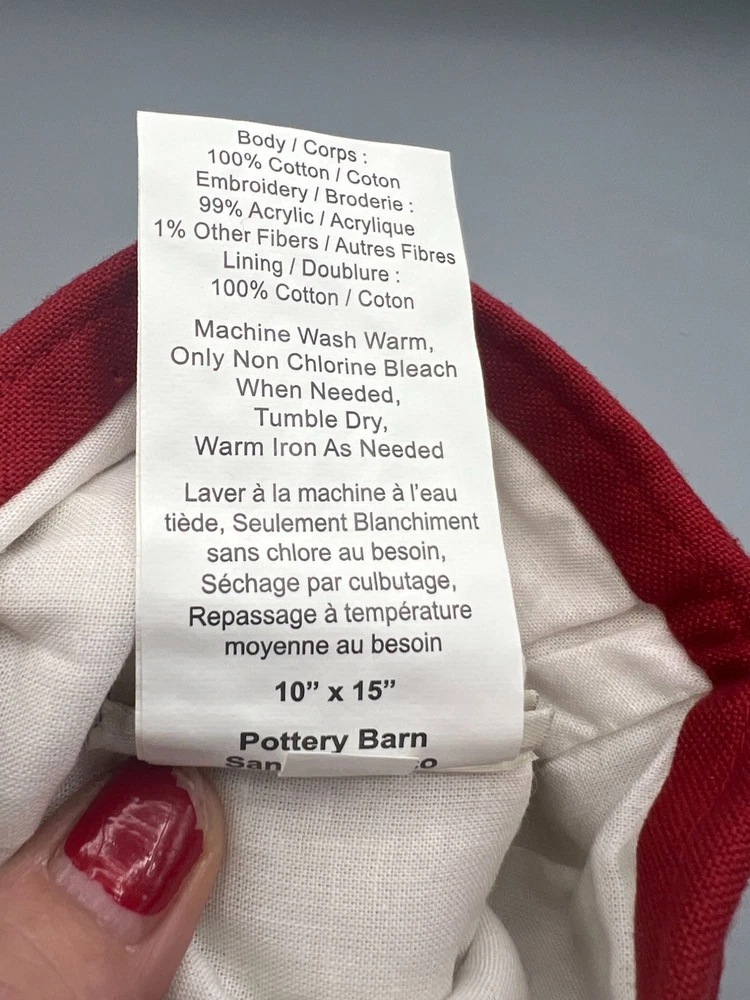 Body / Corps :
100% Cotton / Coton
Embroidery / Broderie :
99% Acrylic / Acrylique
1% Other Fibers / Autres Fibres
Lining / Doublure :
100% Cotton / Coton
Machine Wash Warm,
Only Non Chlorine Bleach
When Needed,
Tumble Dry,
Warm Iron As Needed
Laver à la machine à l'eau
tiède, Seulement Blanchiment
sans chlore au besoin,
Séchage par culbutage,
Repassage à température
moyenne au besoin
10” x 15”
Pottery Barn
San